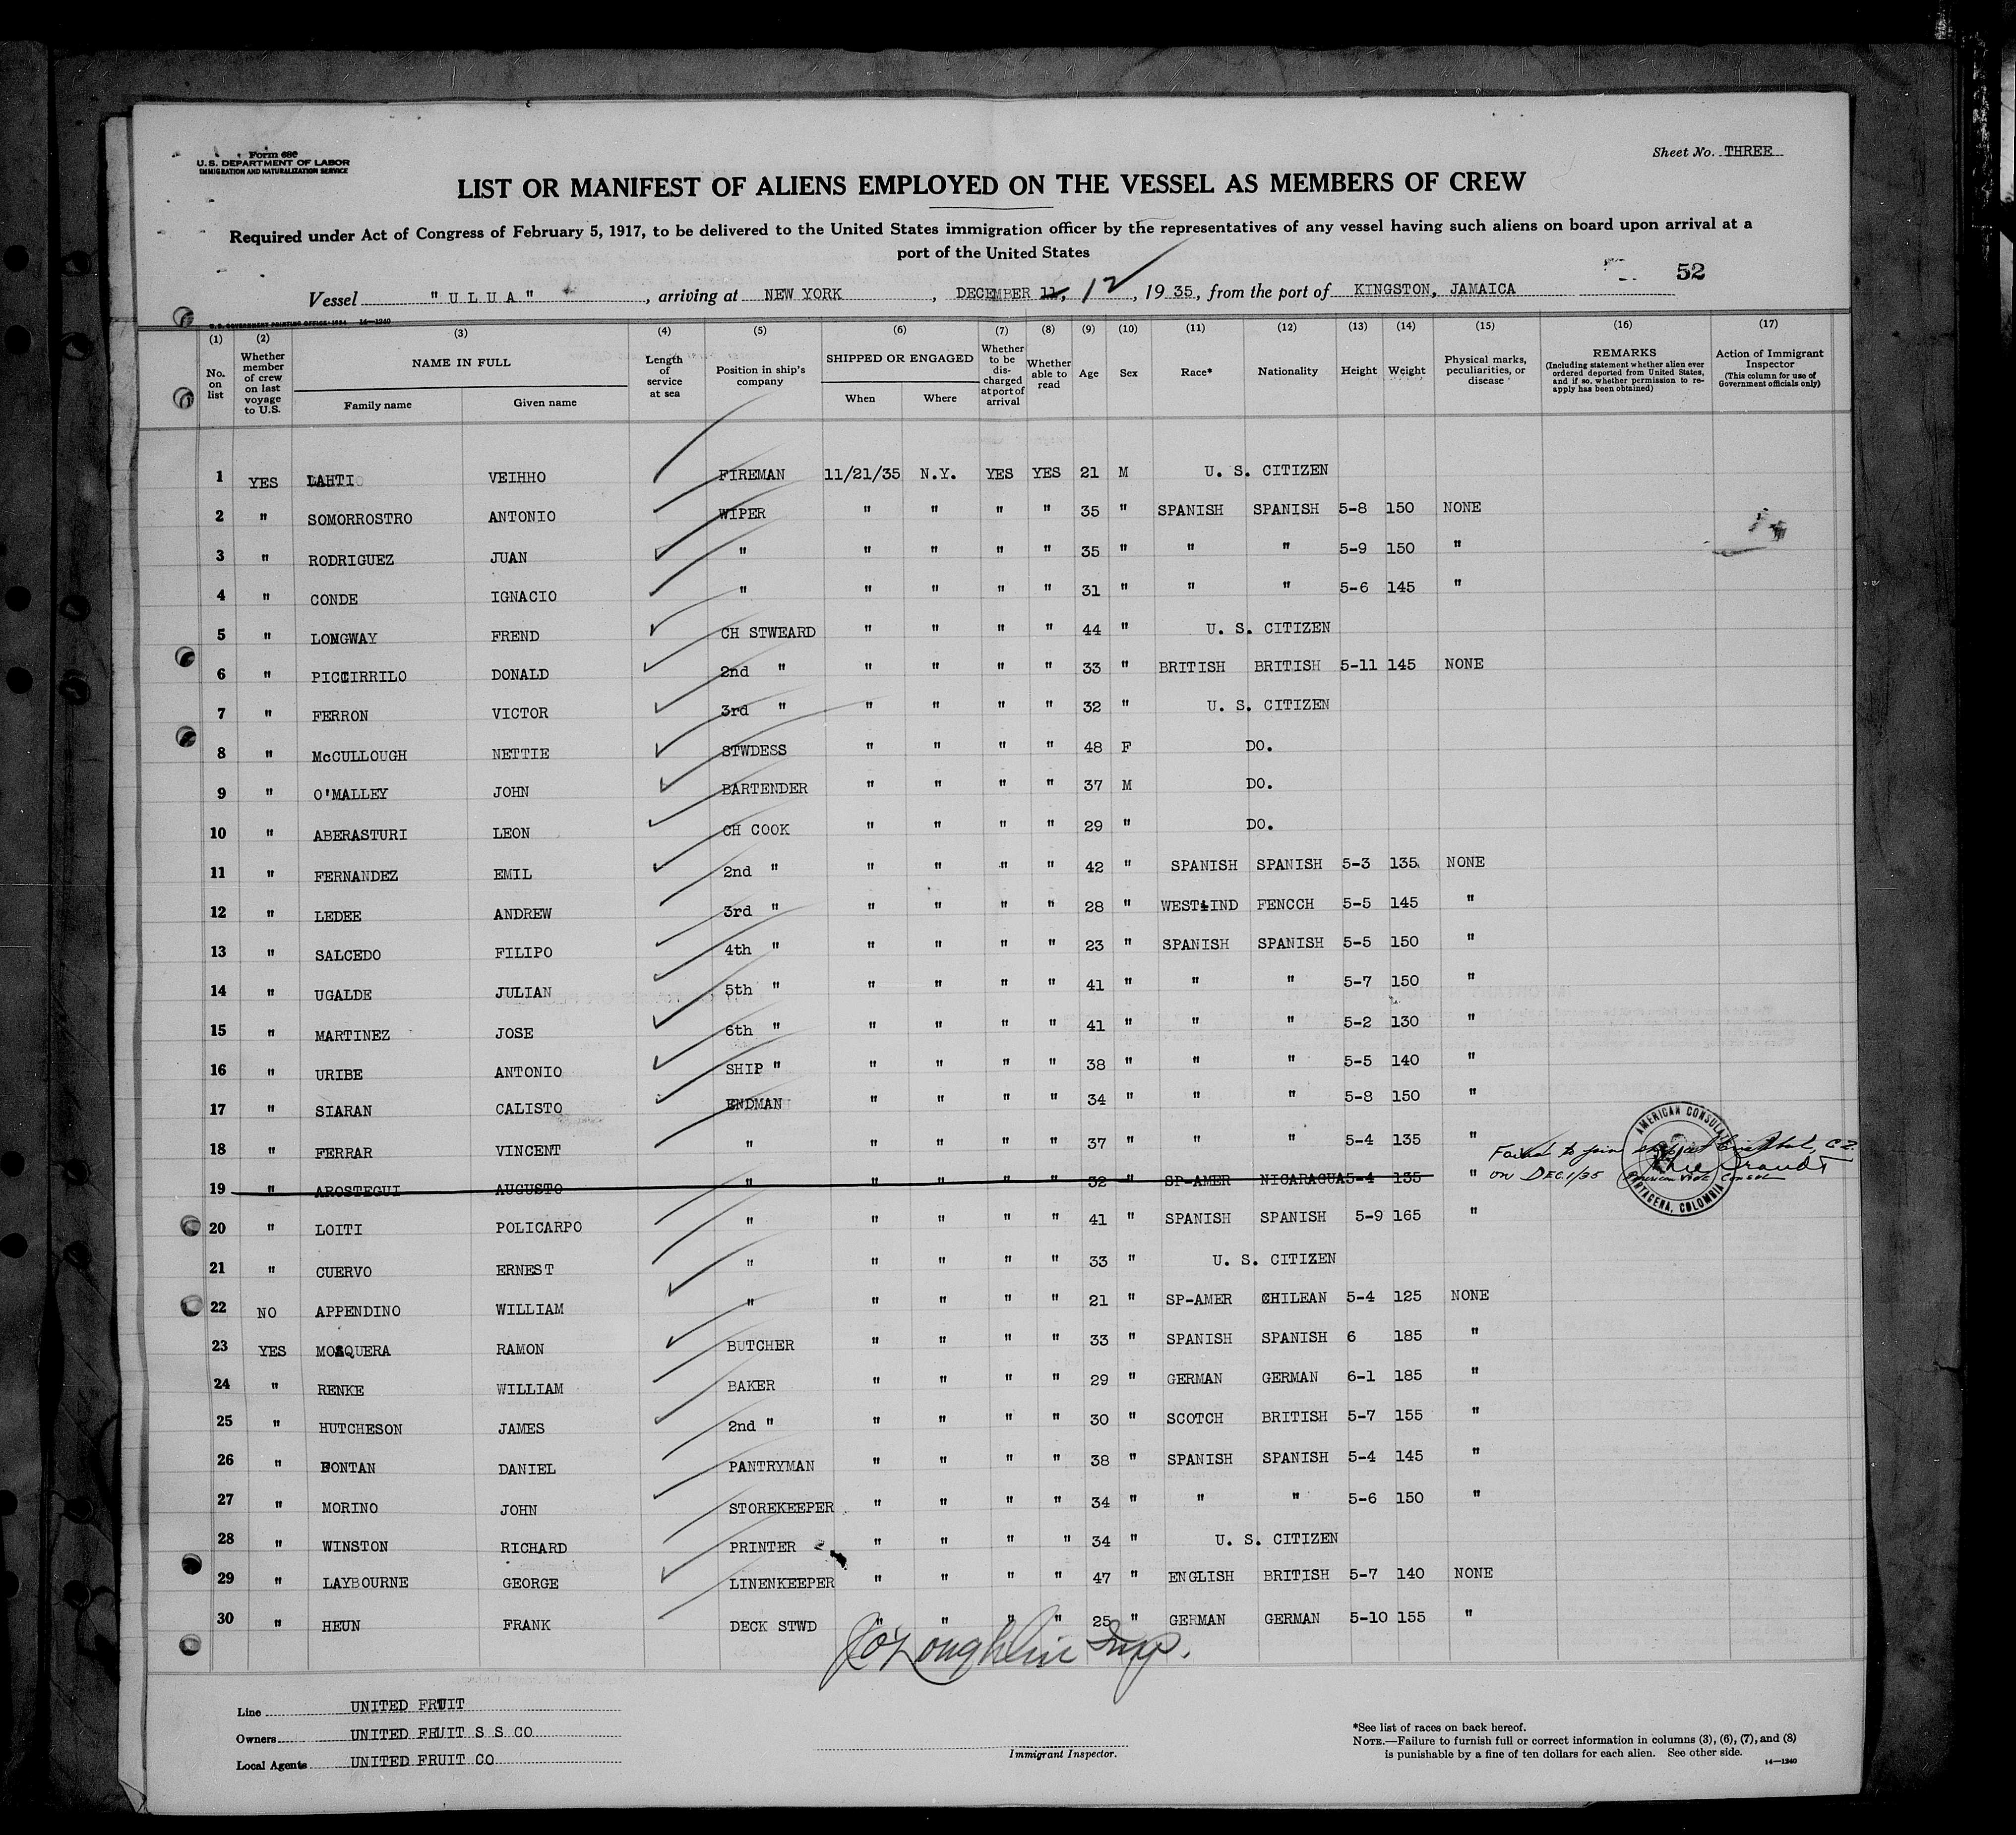 Form 680
U.S. DEPARTMENT OF LABOR
IMMIGRATION AND NATURALIZATION SERVICE
Sheet No. THREE
LIST OR MANIFEST OF ALIENS EMPLOYED ON THE VESSEL AS MEMBERS OF CREW
Required under Act of Congress of February 5, 1917, to be delivered to the United States immigration officer by the representatives of any vessel having such aliens on board upon arrival at a
port of the United States
52
Vessel "ULUA", arriving at NEW YORK, DECEMBER 11, 12, 1935, from the port of KINGSTON, JAMAICA
U.S. GOVERNMENT PRINTING OFFICE: 1934 14—1240
(1) (2) (3) (4) (5) (6) (7) (8) (9) (10) (11) (12) (13) (14) (15) (16) (17)
No. on list
Whether member of crew on last voyage to U.S.
NAME IN FULL
Family name
Given name
Length of service at sea
Position in ship's company
SHIPPED OR ENGAGED
When
Where
Whether to be discharged at port of arrival
Whether able to read
Age
Sex
Race*
Nationality
Height
Weight
Physical marks, peculiarities, or disease
REMARKS
(Including statement whether alien ever ordered deported from United States, and if so, whether permission to reapply has been obtained)
Action of Immigrant Inspector
(This column for use of Government officials only)
1 YES LAHTI VEIHHO FIREMAN 11/21/35 N.Y. YES YES 21 M U. S. CITIZEN
2 " SOMORROSTRO ANTONIO WIPER " " " " 35 " SPANISH SPANISH 5-8 150 NONE
3 " RODRIGUEZ JUAN " " " " " 35 " " " 5-9 150 "
4 " CONDE IGNACIO " " " " " 31 " " " 5-6 145 "
5 " LONGWAY FREND CH STWEARD " " " " 44 " U. S. CITIZEN
6 " PICCIRRILO DONALD 2nd " " " " " 33 " BRITISH BRITISH 5-11 145 NONE
7 " FERRON VICTOR 3rd " " " " " 32 " U. S. CITIZEN
8 " McCULLOUGH NETTIE STWDESS " " " " 48 F DO.
9 " O'MALLEY JOHN BARTENDER " " " " 37 M DO.
10 " ABERASTURI LEON CH COOK " " " " 29 " DO.
11 " FERNANDEZ EMIL 2nd " " " " " 42 " SPANISH SPANISH 5-3 135 NONE
12 " LEDEE ANDREW 3rd " " " " " 28 " WEST IND FENCCH 5-5 145 "
13 " SALCEDO FILIPO 4th " " " " " 23 " SPANISH SPANISH 5-5 150 "
14 " UGALDE JULIAN 5th " " " " " 41 " " " 5-7 150 "
15 " MARTINEZ JOSE 6th " " " " " 41 " " " 5-2 130 "
16 " URIBE ANTONIO SHIP " " " " " 38 " " " 5-5 140 "
17 " SIARAN CALISTO ENDMAN " " " " 34 " " " 5-8 150 "
18 " FERRAR VINCENT " " " " " 37 " " " 5-4 135 "
19 " AROSTEGUI AUGUSTO " " " " " 32 " SP-AMER NICARAGUA 5-4 135 "
Failed to join ship at Cristobal, C.Z.
on DEC 1/35
American Vice Consul
AMERICAN CONSULATE
CARTAGENA, COLOMBIA
20 " LOITI POLICARPO " " " " " 41 " SPANISH SPANISH 5-9 165 "
21 " CUERVO ERNEST " " " " " 33 " U. S. CITIZEN
22 NO APPENDINO WILLIAM " " " " " 21 " SP-AMER CHILEAN 5-4 125 NONE
23 YES MOSQUERA RAMON BUTCHER " " " " 33 " SPANISH SPANISH 6 185 "
24 " RENKE WILLIAM BAKER " " " " 29 " GERMAN GERMAN 6-1 185 "
25 " HUTCHESON JAMES 2nd " " " " " 30 " SCOTCH BRITISH 5-7 155 "
26 " FONTAN DANIEL PANTRYMAN " " " " 38 " SPANISH SPANISH 5-4 145 "
27 " MORINO JOHN STOREKEEPER " " " " 34 " " " 5-6 150 "
28 " WINSTON RICHARD PRINTER " " " " 34 " U. S. CITIZEN
29 " LAYBOURNE GEORGE LINENKEEPER " " " " 47 " ENGLISH BRITISH 5-7 140 NONE
30 " HEUN FRANK DECK STWD " " " " 25 " GERMAN GERMAN 5-10 155 "
J O'Loughlin Insp.
Line UNITED FRUIT
Owners UNITED FRUIT S S CO
Local Agents UNITED FRUIT CO
Immigrant Inspector.
*See list of races on back hereof.
NOTE.—Failure to furnish full or correct information in columns (3), (6), (7), and (8)
is punishable by a fine of ten dollars for each alien. See other side.
14—1240